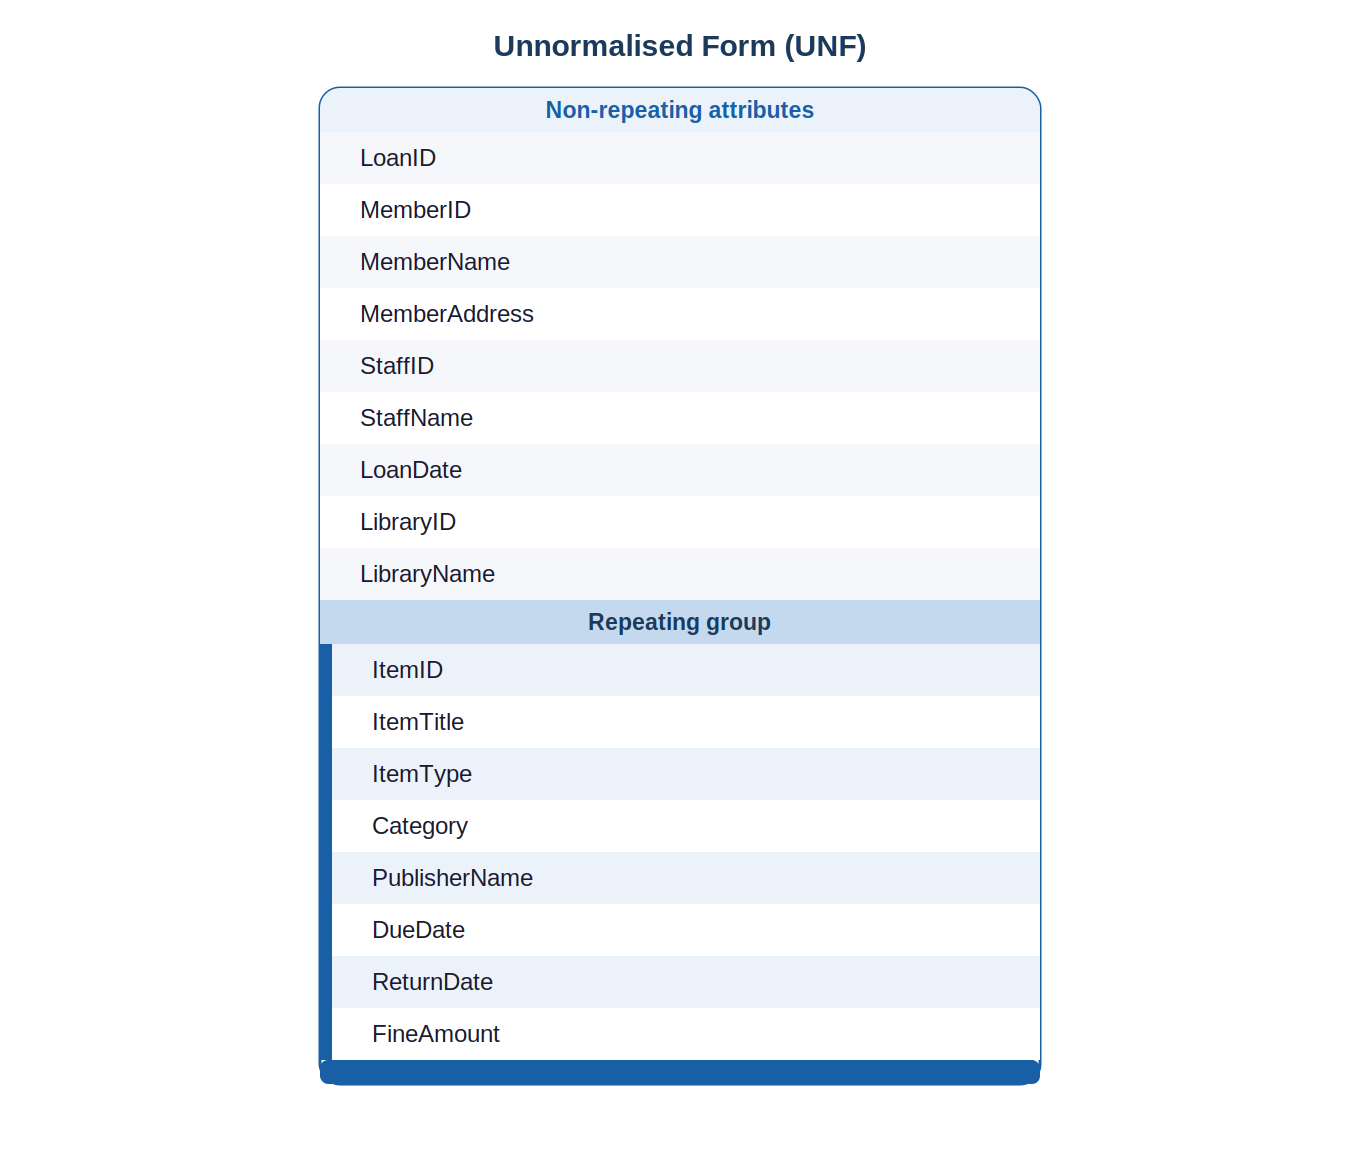 Unnormalised Form (UNF)
Non-repeating attributes
LoanID
MemberID
MemberName
MemberAddress
StaffID
StaffName
LoanDate
LibraryID
LibraryName
Repeating group
ItemID
ItemTitle
ItemType
Category
PublisherName
DueDate
ReturnDate
FineAmount